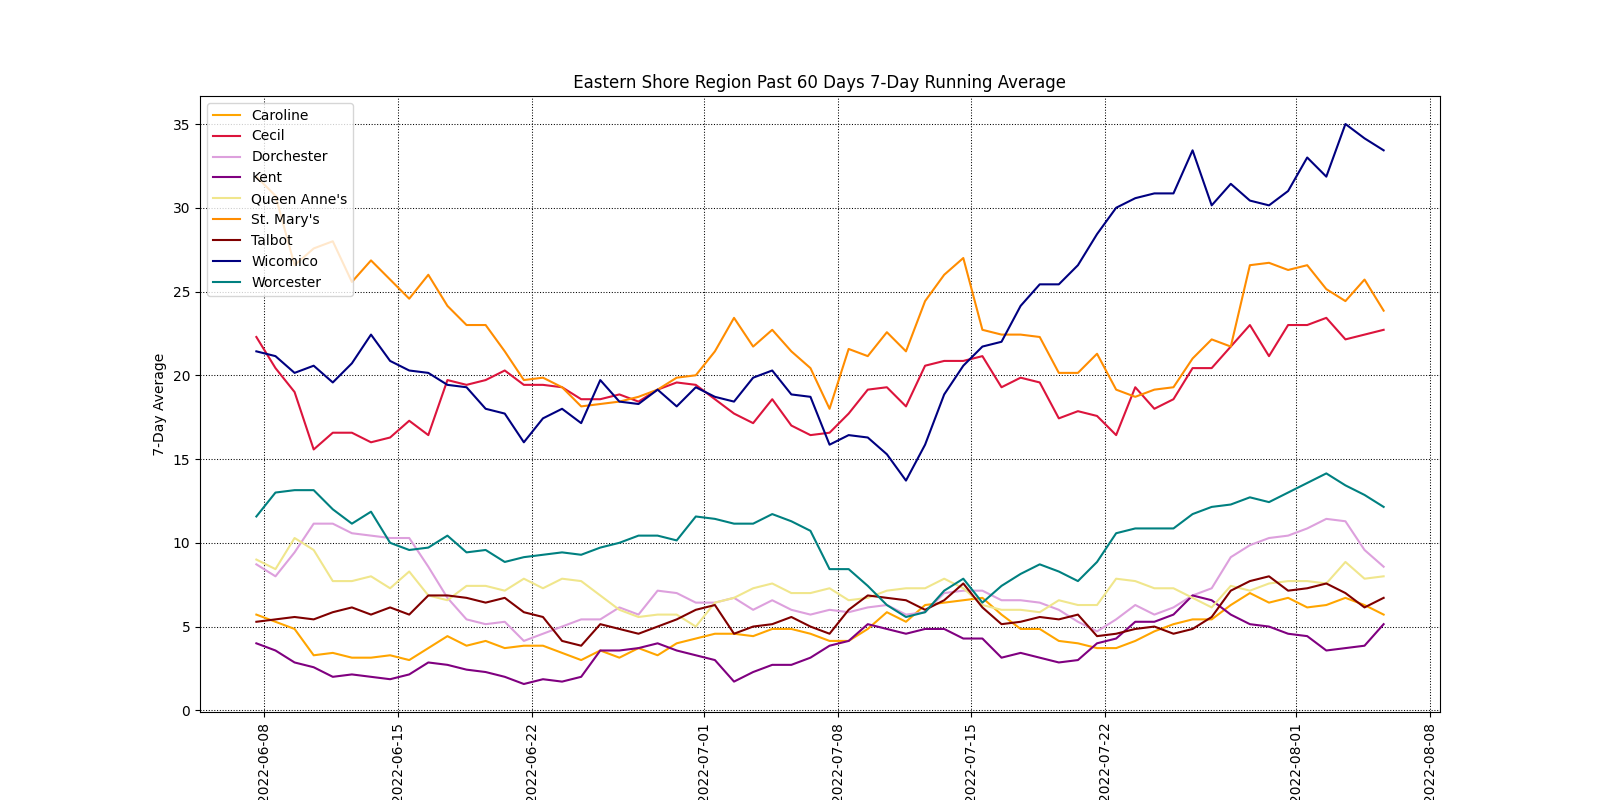 Eastern Shore Region Past 60 Days 7-Day Running Average
Caroline
Cecil
Dorchester
Kent
Queen Anne's
St. Mary's
Talbot
Wicomico
Worcester
7-Day Average
35
30
25
20
15
10
5
0
2022-06-08
2022-06-15
2022-06-22
2022-07-01
2022-07-08
2022-07-15
2022-07-22
2022-08-01
2022-08-08